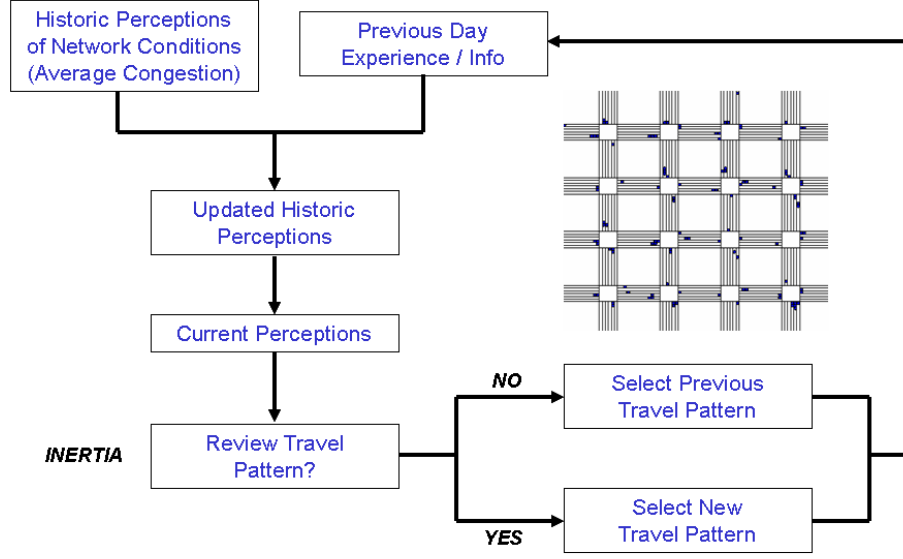 Historic Perceptions
of Network Conditions
(Average Congestion)
Previous Day
Experience / Info
Updated Historic
Perceptions
Current Perceptions
INERTIA
Review Travel
Pattern?
NO
Select Previous
Travel Pattern
YES
Select New
Travel Pattern